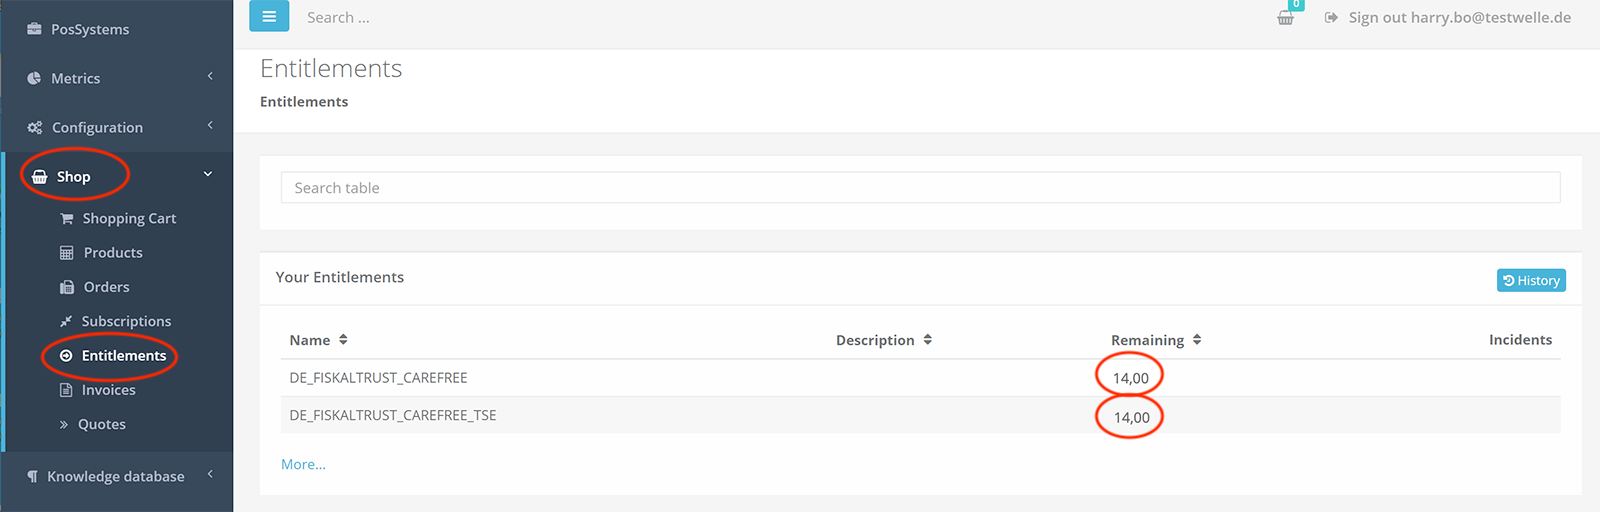 PosSystems
Metrics
Configuration
Shop
Shopping Cart
Products
Orders
Subscriptions
Entitlements
Invoices
Quotes
Knowledge database
Search ...
0
Sign out harry.bo@testwelle.de
Entitlements
Entitlements
Search table
Your Entitlements
History
Name Description Remaining Incidents
DE_FISKALTRUST_CAREFREE 14,00
DE_FISKALTRUST_CAREFREE_TSE 14,00
More...